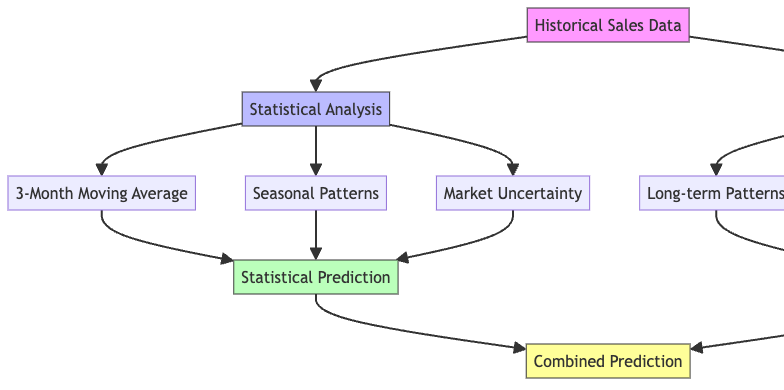 Historical Sales Data
Statistical Analysis
3-Month Moving Average
Seasonal Patterns
Market Uncertainty
Long-term Patterns
Statistical Prediction
Combined Prediction